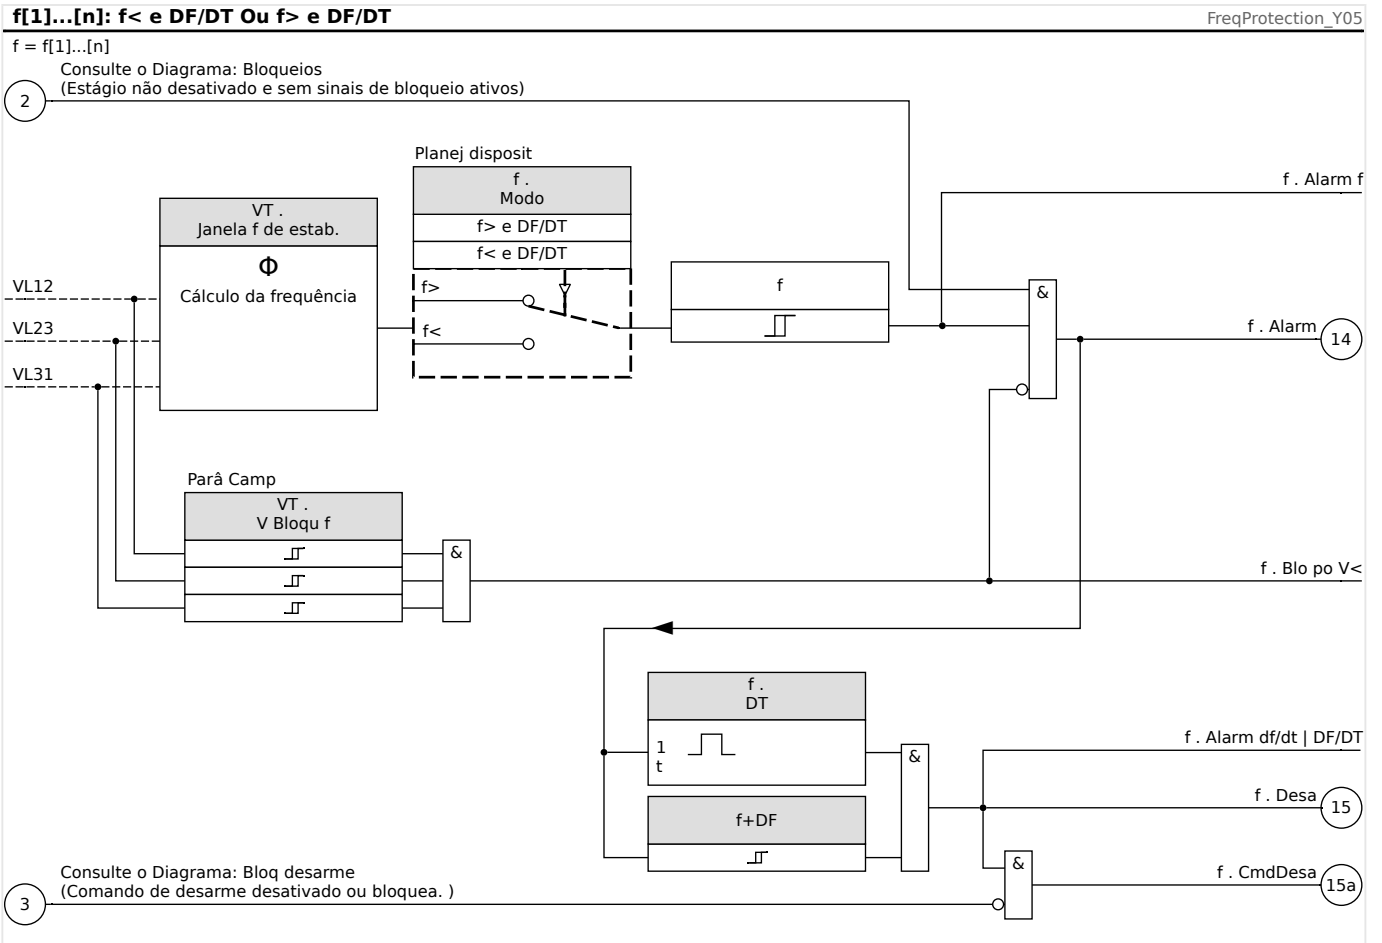 f[1]...[n]: f< e DF/DT Ou f> e DF/DT
FreqProtection_Y05
f = f[1]...[n]
Consulte o Diagrama: Bloqueios
(Estágio não desativado e sem sinais de bloqueio ativos)
2
Planej disposit
f .
Modo
f> e DF/DT
f< e DF/DT
f>
f<
VT .
Janela f de estab.
Φ
Cálculo da frequência
VL12
VL23
VL31
f
&
f . Alarm f
f . Alarm
14
Parâ Camp
VT .
V Bloqu f
&
f . Blo po V<
f .
DT
1
t
f+DF
&
f . Alarm df/dt | DF/DT
f . Desa
15
&
f . CmdDesa
15a
Consulte o Diagrama: Bloq desarme
(Comando de desarme desativado ou bloquea. )
3